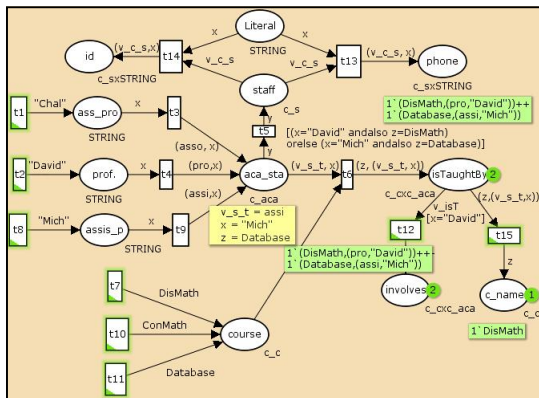 Literal
x
x
STRING
id
(v_c_s,x)
t14
t13
(v_c_s, x)
phone
c_sxSTRING
v_c_s
v_c_s
c_sxSTRING
staff
c_s
1`(DisMath,(pro,"David"))++
1`(Database,(assi,"Mich"))
t1
"Chal"
ass_pro
x
t3
STRING
y
t5
y
[(x="David" andalso z=DisMath)
orelse (x="Mich" andalso z=Database)]
(asso, x)
t2
"David"
prof.
x
t4
(pro,x)
aca_sta
(v_s_t, x)
t6
(z, (v_s_t, x))
isTaughtBy
2
STRING
c_aca
c_cxc_aca
(assi,x)
(z,(v_s_t,x))
v_s_t = assi
x = "Mich"
z = Database
v_isT
[x="David"]
t8
"Mich"
assis_p
x
t9
STRING
t12
t15
1`(DisMath,(pro,"David"))++
1`(Database,(assi,"Mich"))
z
t7
DisMath
involves
2
c_cxc_aca
c_name
1
t10
ConMath
course
c_c
1`DisMath
t11
Database